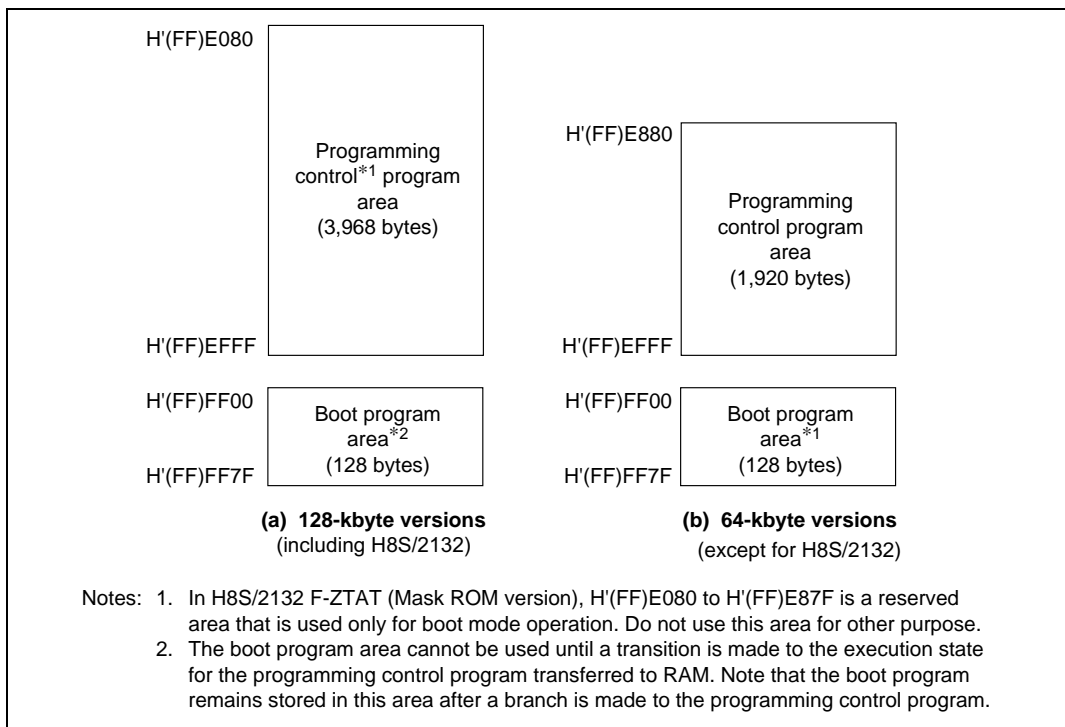 H'(FF)E080
Programming
control*1 program
area
(3,968 bytes)
H'(FF)EFFF
H'(FF)FF00
Boot program
area*2
(128 bytes)
H'(FF)FF7F
(a) 128-kbyte versions
(including H8S/2132)
H'(FF)E880
Programming
control program
area
(1,920 bytes)
H'(FF)EFFF
H'(FF)FF00
Boot program
area*1
(128 bytes)
H'(FF)FF7F
(b) 64-kbyte versions
(except for H8S/2132)
Notes: 1. In H8S/2132 F-ZTAT (Mask ROM version), H'(FF)E080 to H'(FF)E87F is a reserved
area that is used only for boot mode operation. Do not use this area for other purpose.
2. The boot program area cannot be used until a transition is made to the execution state
for the programming control program transferred to RAM. Note that the boot program
remains stored in this area after a branch is made to the programming control program.